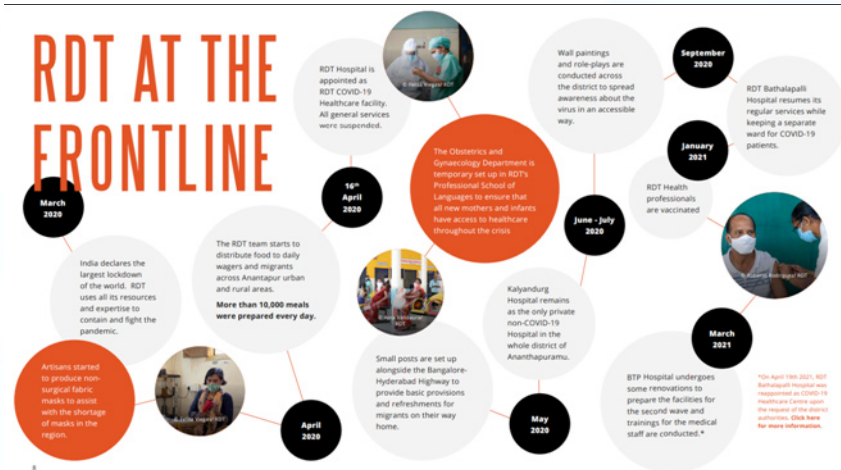 RDT AT THE
FRONTLINE
March
2020
India declares the
largest lockdown
of the world. RDT
uses all its resources
and expertise to
contain and fight the
pandemic.
Artisans started
to produce non-
surgical fabric
masks to assist
with the shortage
of masks in the
region.
The RDT team starts to
distribute food to daily
wagers and migrants
across Anantapur urban
and rural areas.
More than 10,000 meals
were prepared every day.
April
2020
RDT Hospital is
appointed as
RDT COVID-19
Healthcare facility.
All general services
were suspended.
16th
April
2020
The Obstetrics and
Gynaecology Department is
temporary set up in RDT's
Professional School of
Languages to ensure that
all new mothers and infants
have access to healthcare
throughout the crisis
Small posts are set up
alongside the Bangalore-
Hyderabad Highway to
provide basic provisions
and refreshments for
migrants on their way
home.
May
2020
Kalyandurg
Hospital remains
as the only private
non-COVID-19
Hospital in the
whole district of
Ananthapuramu.
Wall paintings
and role-plays are
conducted across
the district to spread
awareness about the
virus in an accessible
way.
June - July
2020
September
2020
RDT Bathalapalli
Hospital resumes its
regular services while
keeping a separate
ward for COVID-19
patients.
January
2021
RDT Health
professionals
are vaccinated
March
2021
BTP Hospital undergoes
some renovations to
prepare the facilities for
the second wave and
trainings for the medical
staff are conducted.*
*On April 19th 2021, RDT
Bathalapalli Hospital was
reappointed as COVID-19
Healthcare Centre upon
the request of the district
authorities. Click here
for more information.
8